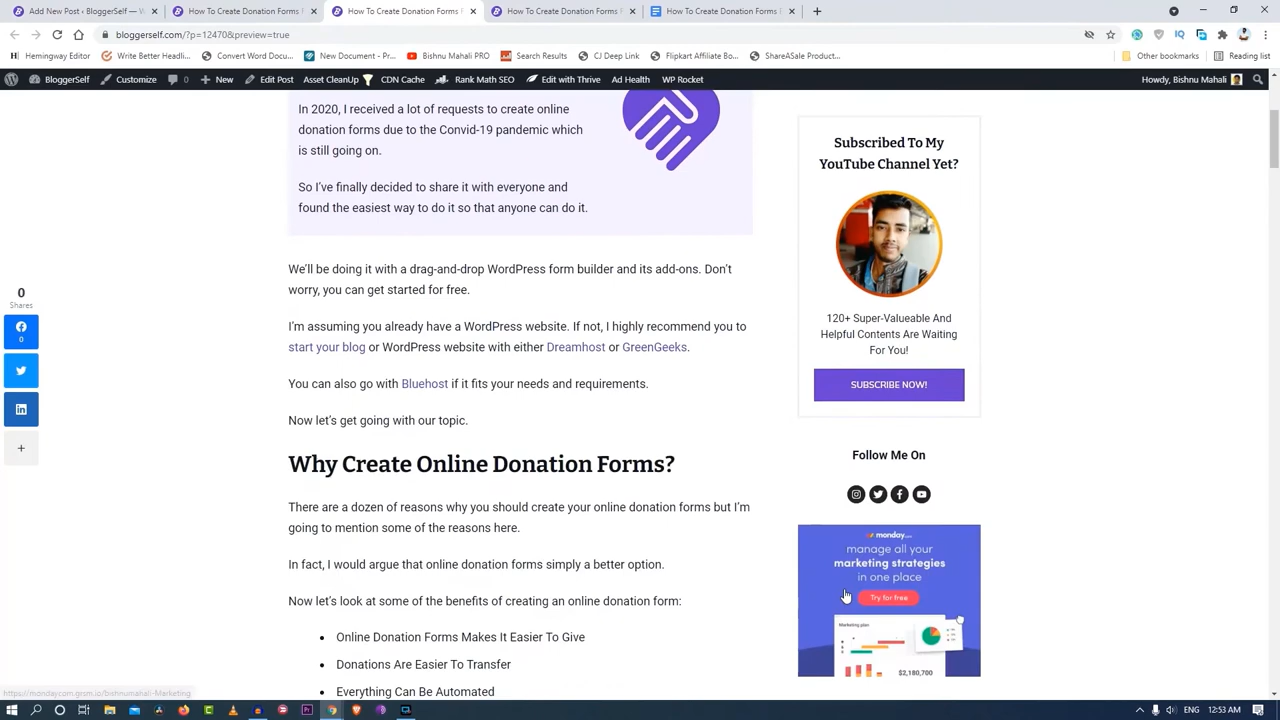 Add New Post ‹ BloggerSelf — W
How To Create Donation Forms F
How To Create Donation Forms F
How To Create Donation Forms F
How To Create Donation Forms E
bloggerself.com/?p=12470&preview=true
Hemingway Editor
Write Better Headli...
Convert Word Docu...
New Document - Pr...
Bishnu Mahali PRO
Search Results
CJ Deep Link
Flipkart Affiliate Bo...
ShareASale Product...
Other bookmarks
Reading list
BloggerSelf
Customize
0
New
Edit Post
Asset CleanUp
CDN Cache
Rank Math SEO
Edit with Thrive
Ad Health
WP Rocket
Howdy, Bishnu Mahali
In 2020, I received a lot of requests to create online
donation forms due to the Convid-19 pandemic which
is still going on.
So I've finally decided to share it with everyone and
found the easiest way to do it so that anyone can do it.
We'll be doing it with a drag-and-drop WordPress form builder and its add-ons. Don't
worry, you can get started for free.
I'm assuming you already have a WordPress website. If not, I highly recommend you to
start your blog or WordPress website with either Dreamhost or GreenGeeks.
You can also go with Bluehost if it fits your needs and requirements.
Now let's get going with our topic.
Why Create Online Donation Forms?
There are a dozen of reasons why you should create your online donation forms but I'm
going to mention some of the reasons here.
In fact, I would argue that online donation forms simply a better option.
Now let's look at some of the benefits of creating an online donation form:
• Online Donation Forms Makes It Easier To Give
• Donations Are Easier To Transfer
• Everything Can Be Automated
0
Shares
0
Subscribed To My
YouTube Channel Yet?
120+ Super-Valueable And
Helpful Contents Are Waiting
For You!
SUBSCRIBE NOW!
Follow Me On
monday.com
manage all your
marketing strategies
in one place
Try for free
Marketing plan
$2,180,700
https://mondaycom.grsm.io/bishnumahali-Marketing
ENG
12:53 AM